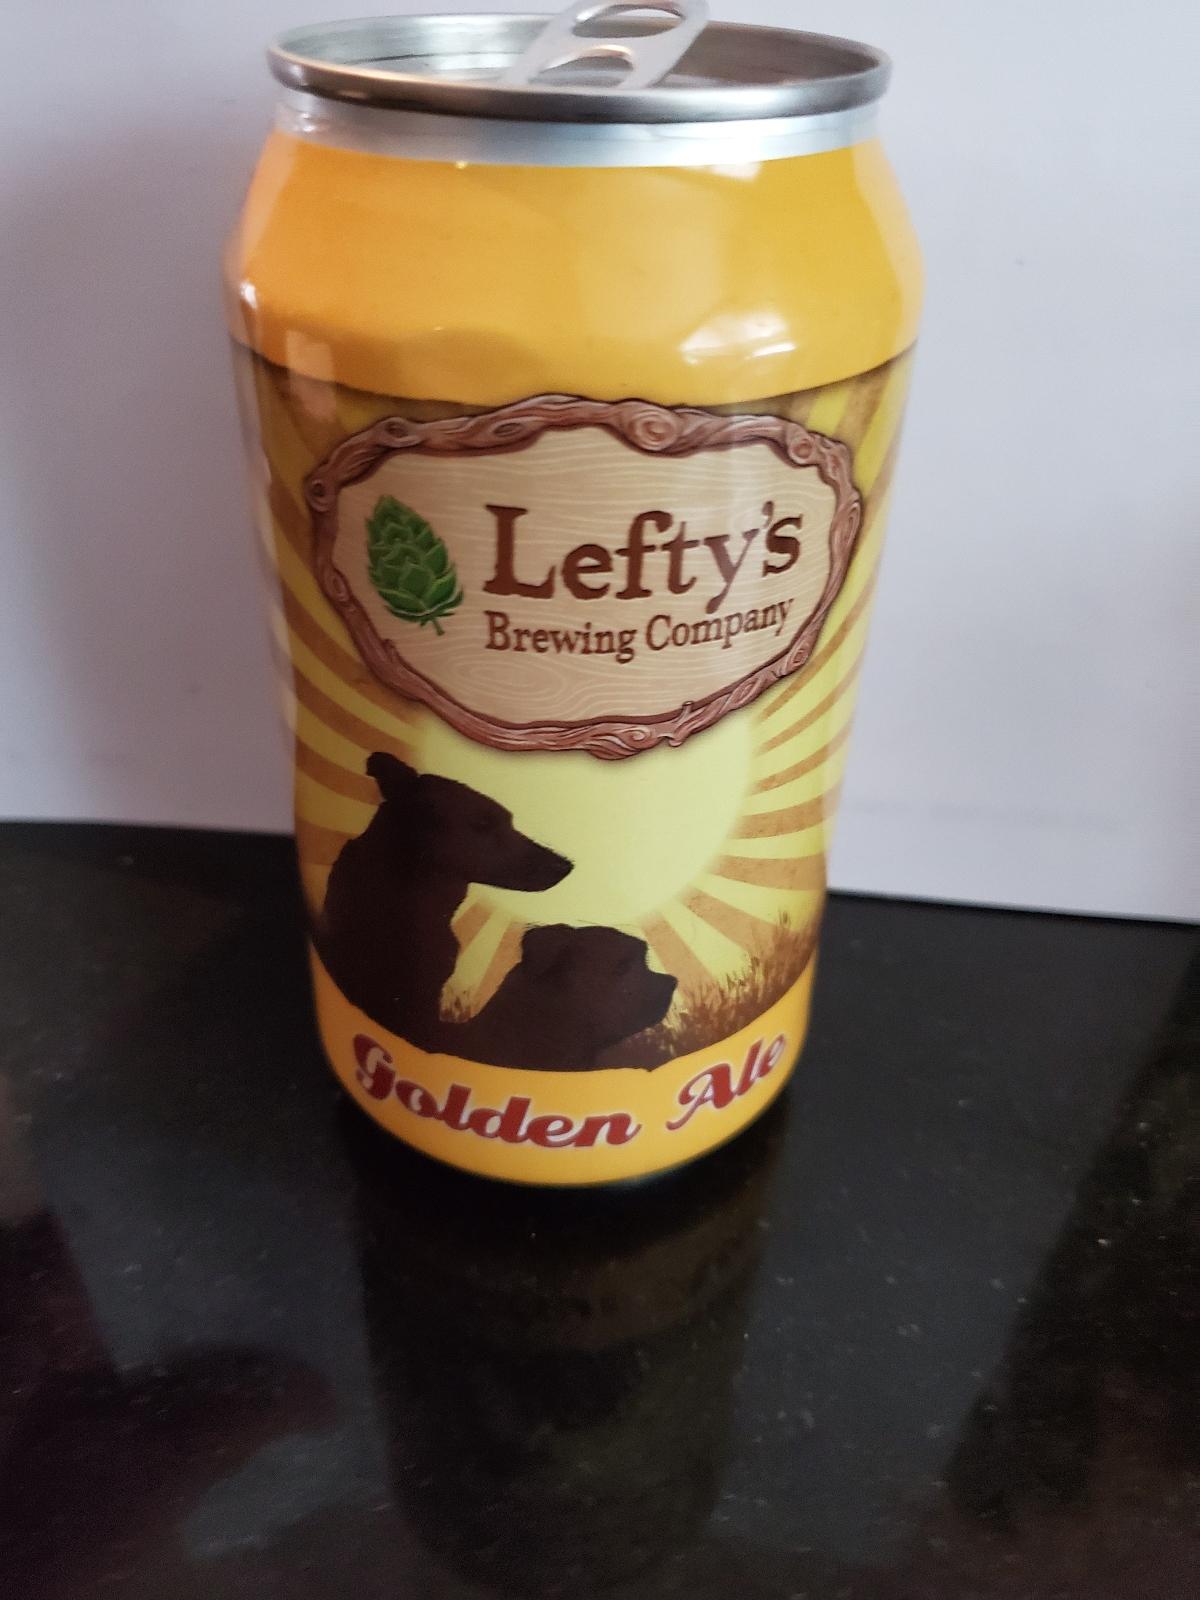 Lefty's
Brewing Company
Golden Ale